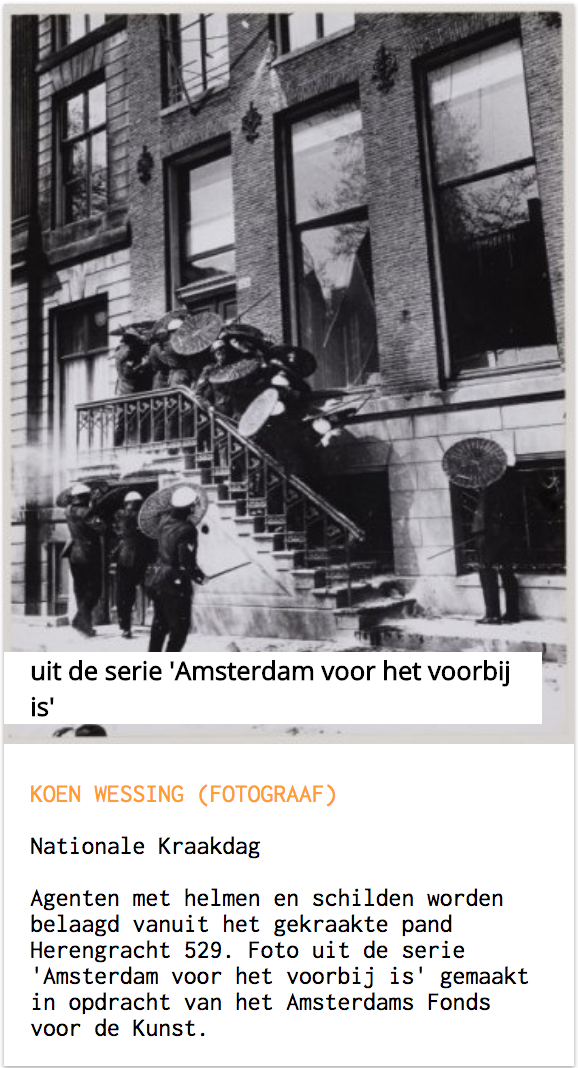 uit de serie 'Amsterdam voor het voorbij
is'
KOEN WESSING (FOTOGRAAF)
Nationale Kraakdag
Agenten met helmen en schilden worden
belaagd vanuit het gekraakte pand
Herengracht 529. Foto uit de serie
'Amsterdam voor het voorbij is' gemaakt
in opdracht van het Amsterdams Fonds
voor de Kunst.